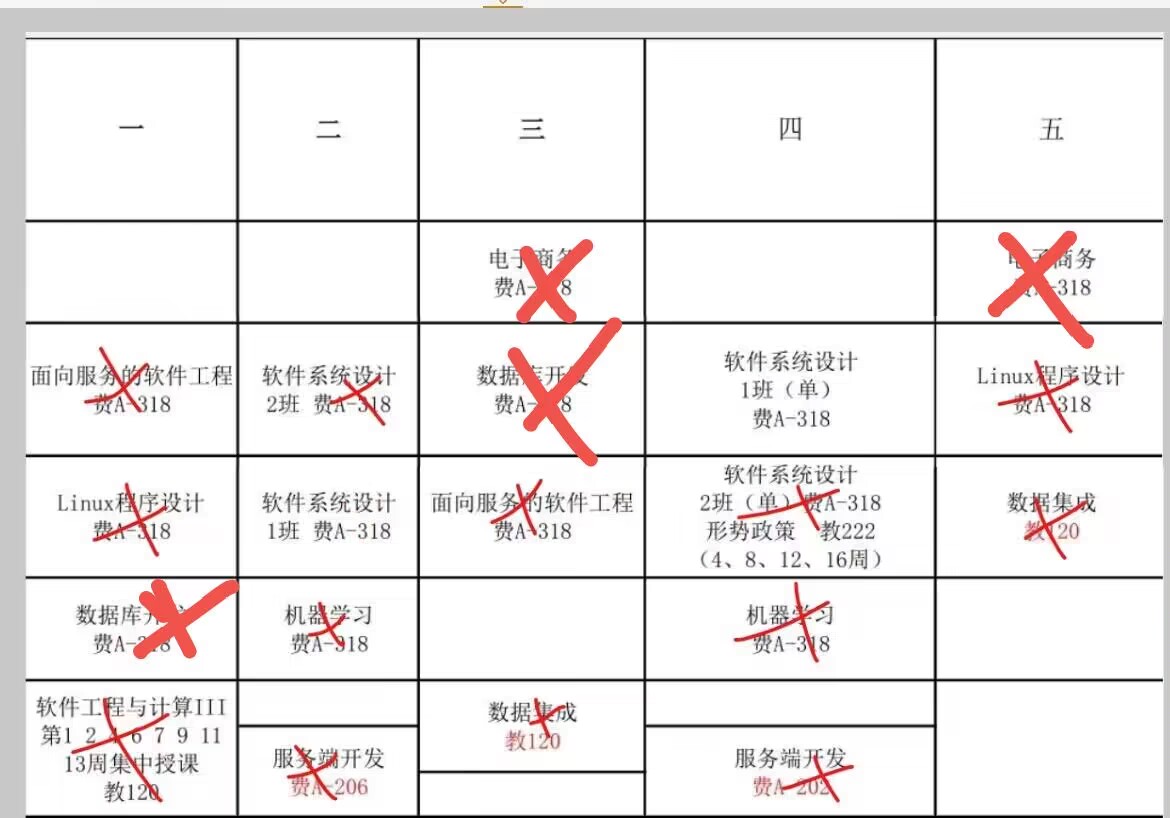 一
二
三
四
五
电子商务
费A-318
电子商务
费A-318
面向服务的软件工程
费A-318
软件系统设计
2班 费A-318
数据库开发
费A-318
软件系统设计
1班（单）
费A-318
Linux程序设计
费A-318
Linux程序设计
费A-318
软件系统设计
1班 费A-318
面向服务的软件工程
费A-318
软件系统设计
2班（单）费A-318
形势政策 教222
（4、8、12、16周）
数据集成
教120
数据库开发
费A-318
机器学习
费A-318
机器学习
费A-318
软件工程与计算III
第1 2 4 6 7 9 11
13周集中授课
教120
服务端开发
费A-206
数据集成
教120
服务端开发
费A-202